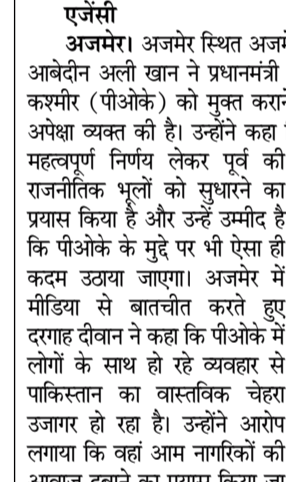 एजेंसी
अजमेर। अजमेर स्थित
आबेदीन अली खान ने प्रधानमंत्री
कश्मीर (पीओके) को मुक्त
अपेक्षा व्यक्त की है। उन्होंने कहा
महत्वपूर्ण निर्णय लेकर पूर्व की
राजनीतिक भूलों को सुधारने का
प्रयास किया है और उन्हें उम्मीद है
कि पीओके के मुद्दे पर भी ऐसा ही
कदम उठाया जाएगा। अजमेर में
मीडिया से बातचीत करते हुए
दरगाह दीवान ने कहा कि पीओके में
लोगों के साथ हो रहे व्यवहार से
पाकिस्तान का वास्तविक चेहरा
उजागर हो रहा है। उन्होंने आरोप
लगाया कि वहां आम नागरिकों की